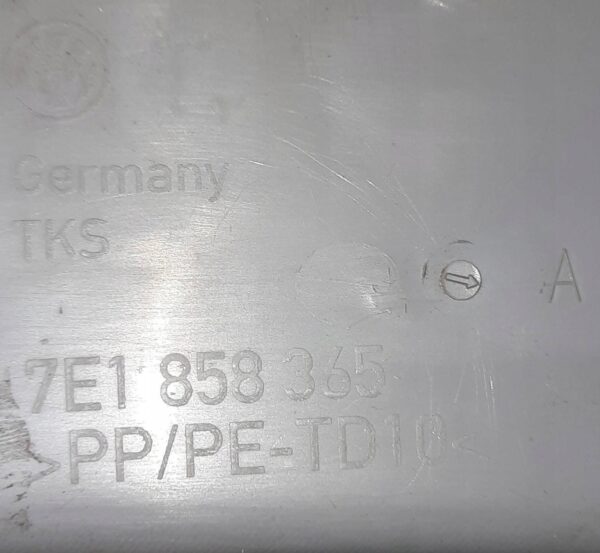 Germany
TKS
A
7E1 858 365
>PP/PE-TD10<